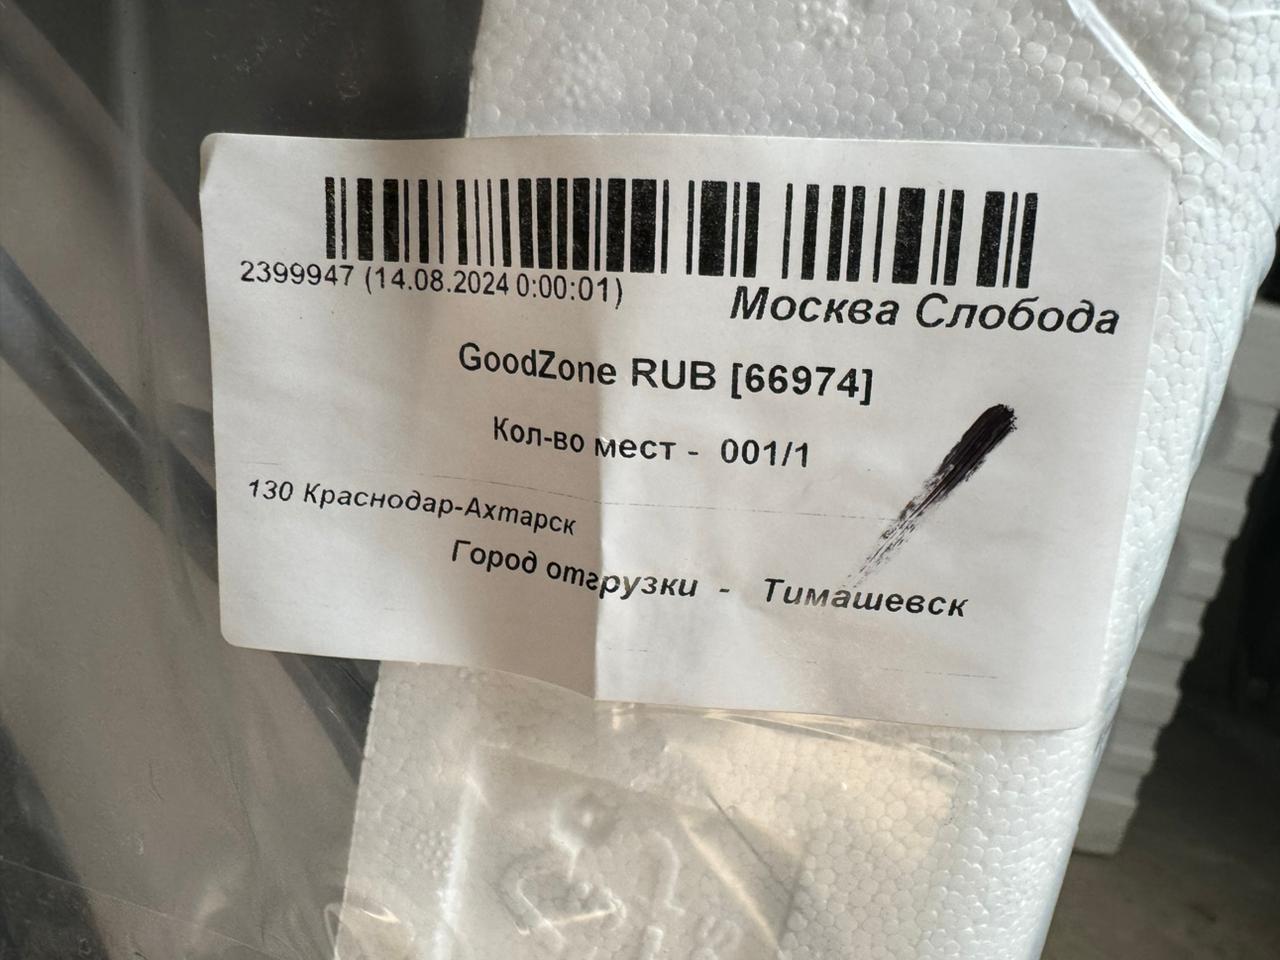 2399947 (14.08.2024 0:00:01)
Москва Слобода
GoodZone RUB [66974]
Кол-во мест - 001/1
130 Краснодар-Ахтарск
Город отгрузки - Тимашевск